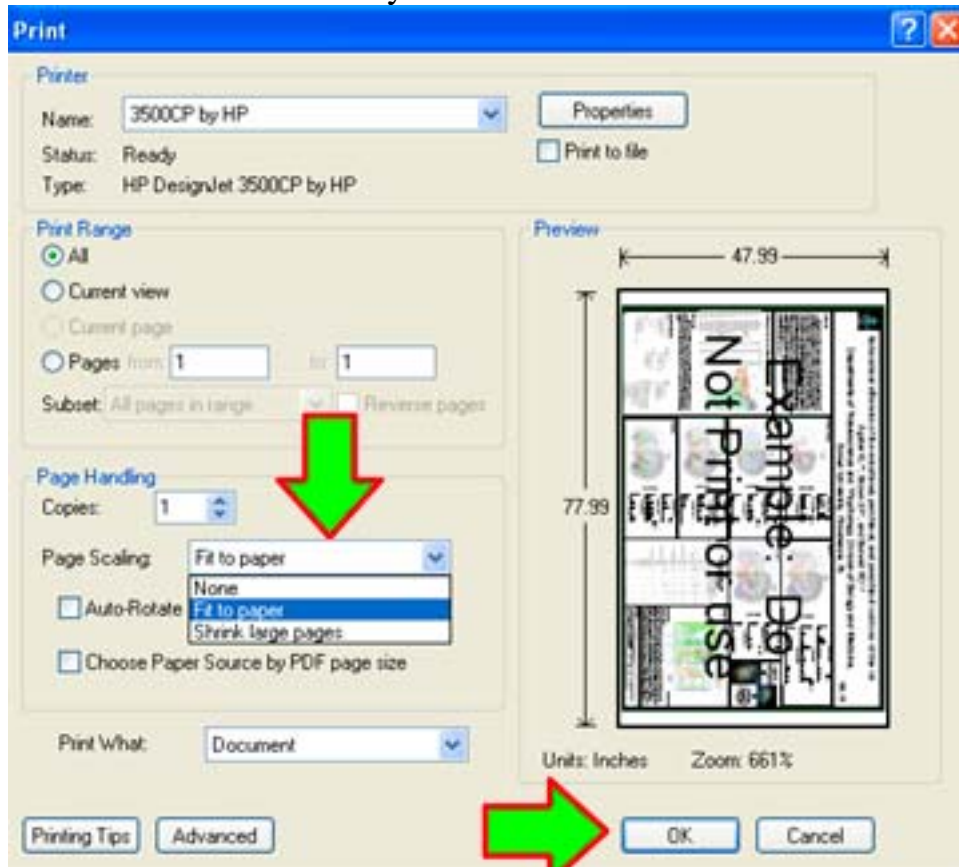 Print
Printer
Name: 3500CP by HP
Properties
Status: Ready
Print to file
Type: HP DesignJet 3500CP by HP
Print Range
All
Current view
Current page
Pages from: 1 to: 1
Subset: All pages in range Reverse pages
Page Handling
Copies: 1
Page Scaling: Fit to paper
None
Auto-Rotate Fit to paper
Shrink large pages
Choose Paper Source by PDF page size
Print What: Document
Preview
47.99
77.99
Example: Do
Not Print or use
Units: Inches Zoom: 661%
Printing Tips Advanced OK Cancel